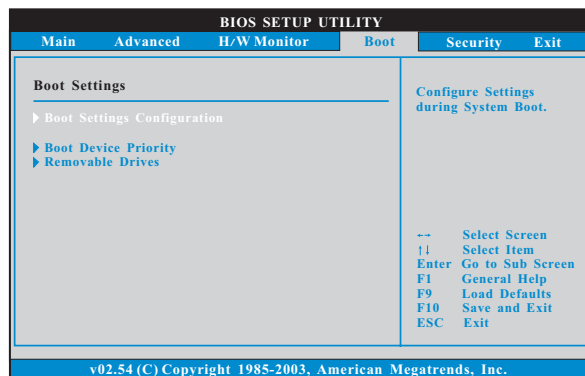 BIOS SETUP UTILITY
Main Advanced H/W Monitor Boot Security Exit
Boot Settings
Boot Settings Configuration
Boot Device Priority
Removable Drives
Configure Settings
during System Boot.
←→ Select Screen
↑↓ Select Item
Enter Go to Sub Screen
F1 General Help
F9 Load Defaults
F10 Save and Exit
ESC Exit
v02.54 (C) Copyright 1985-2003, American Megatrends, Inc.